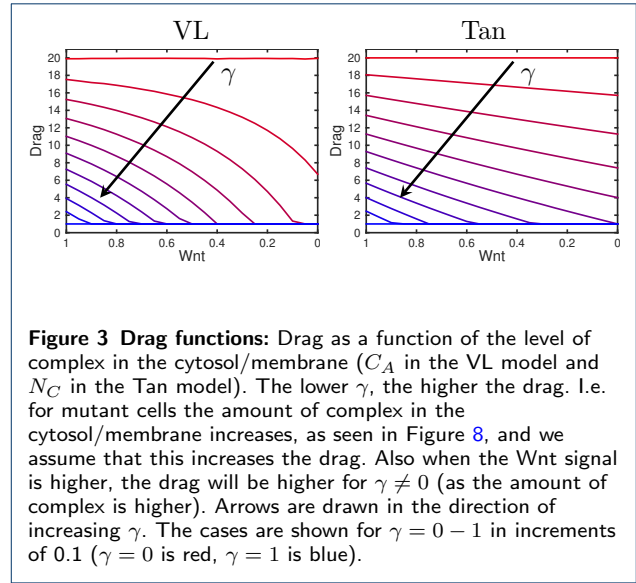 VL
Tan
20
18
16
14
12
10
8
6
4
2
0
Drag
γ
1
0.8
0.6
0.4
0.2
0
Wnt
20
18
16
14
12
10
8
6
4
2
0
Drag
γ
1
0.8
0.6
0.4
0.2
0
Wnt
Figure 3 Drag functions: Drag as a function of the level of
complex in the cytosol/membrane (C_A in the VL model and
N_C in the Tan model). The lower γ, the higher the drag. I.e.
for mutant cells the amount of complex in the
cytosol/membrane increases, as seen in Figure 8, and we
assume that this increases the drag. Also when the Wnt signal
is higher, the drag will be higher for γ ≠ 0 (as the amount of
complex is higher). Arrows are drawn in the direction of
increasing γ. The cases are shown for γ = 0 − 1 in increments
of 0.1 (γ = 0 is red, γ = 1 is blue).